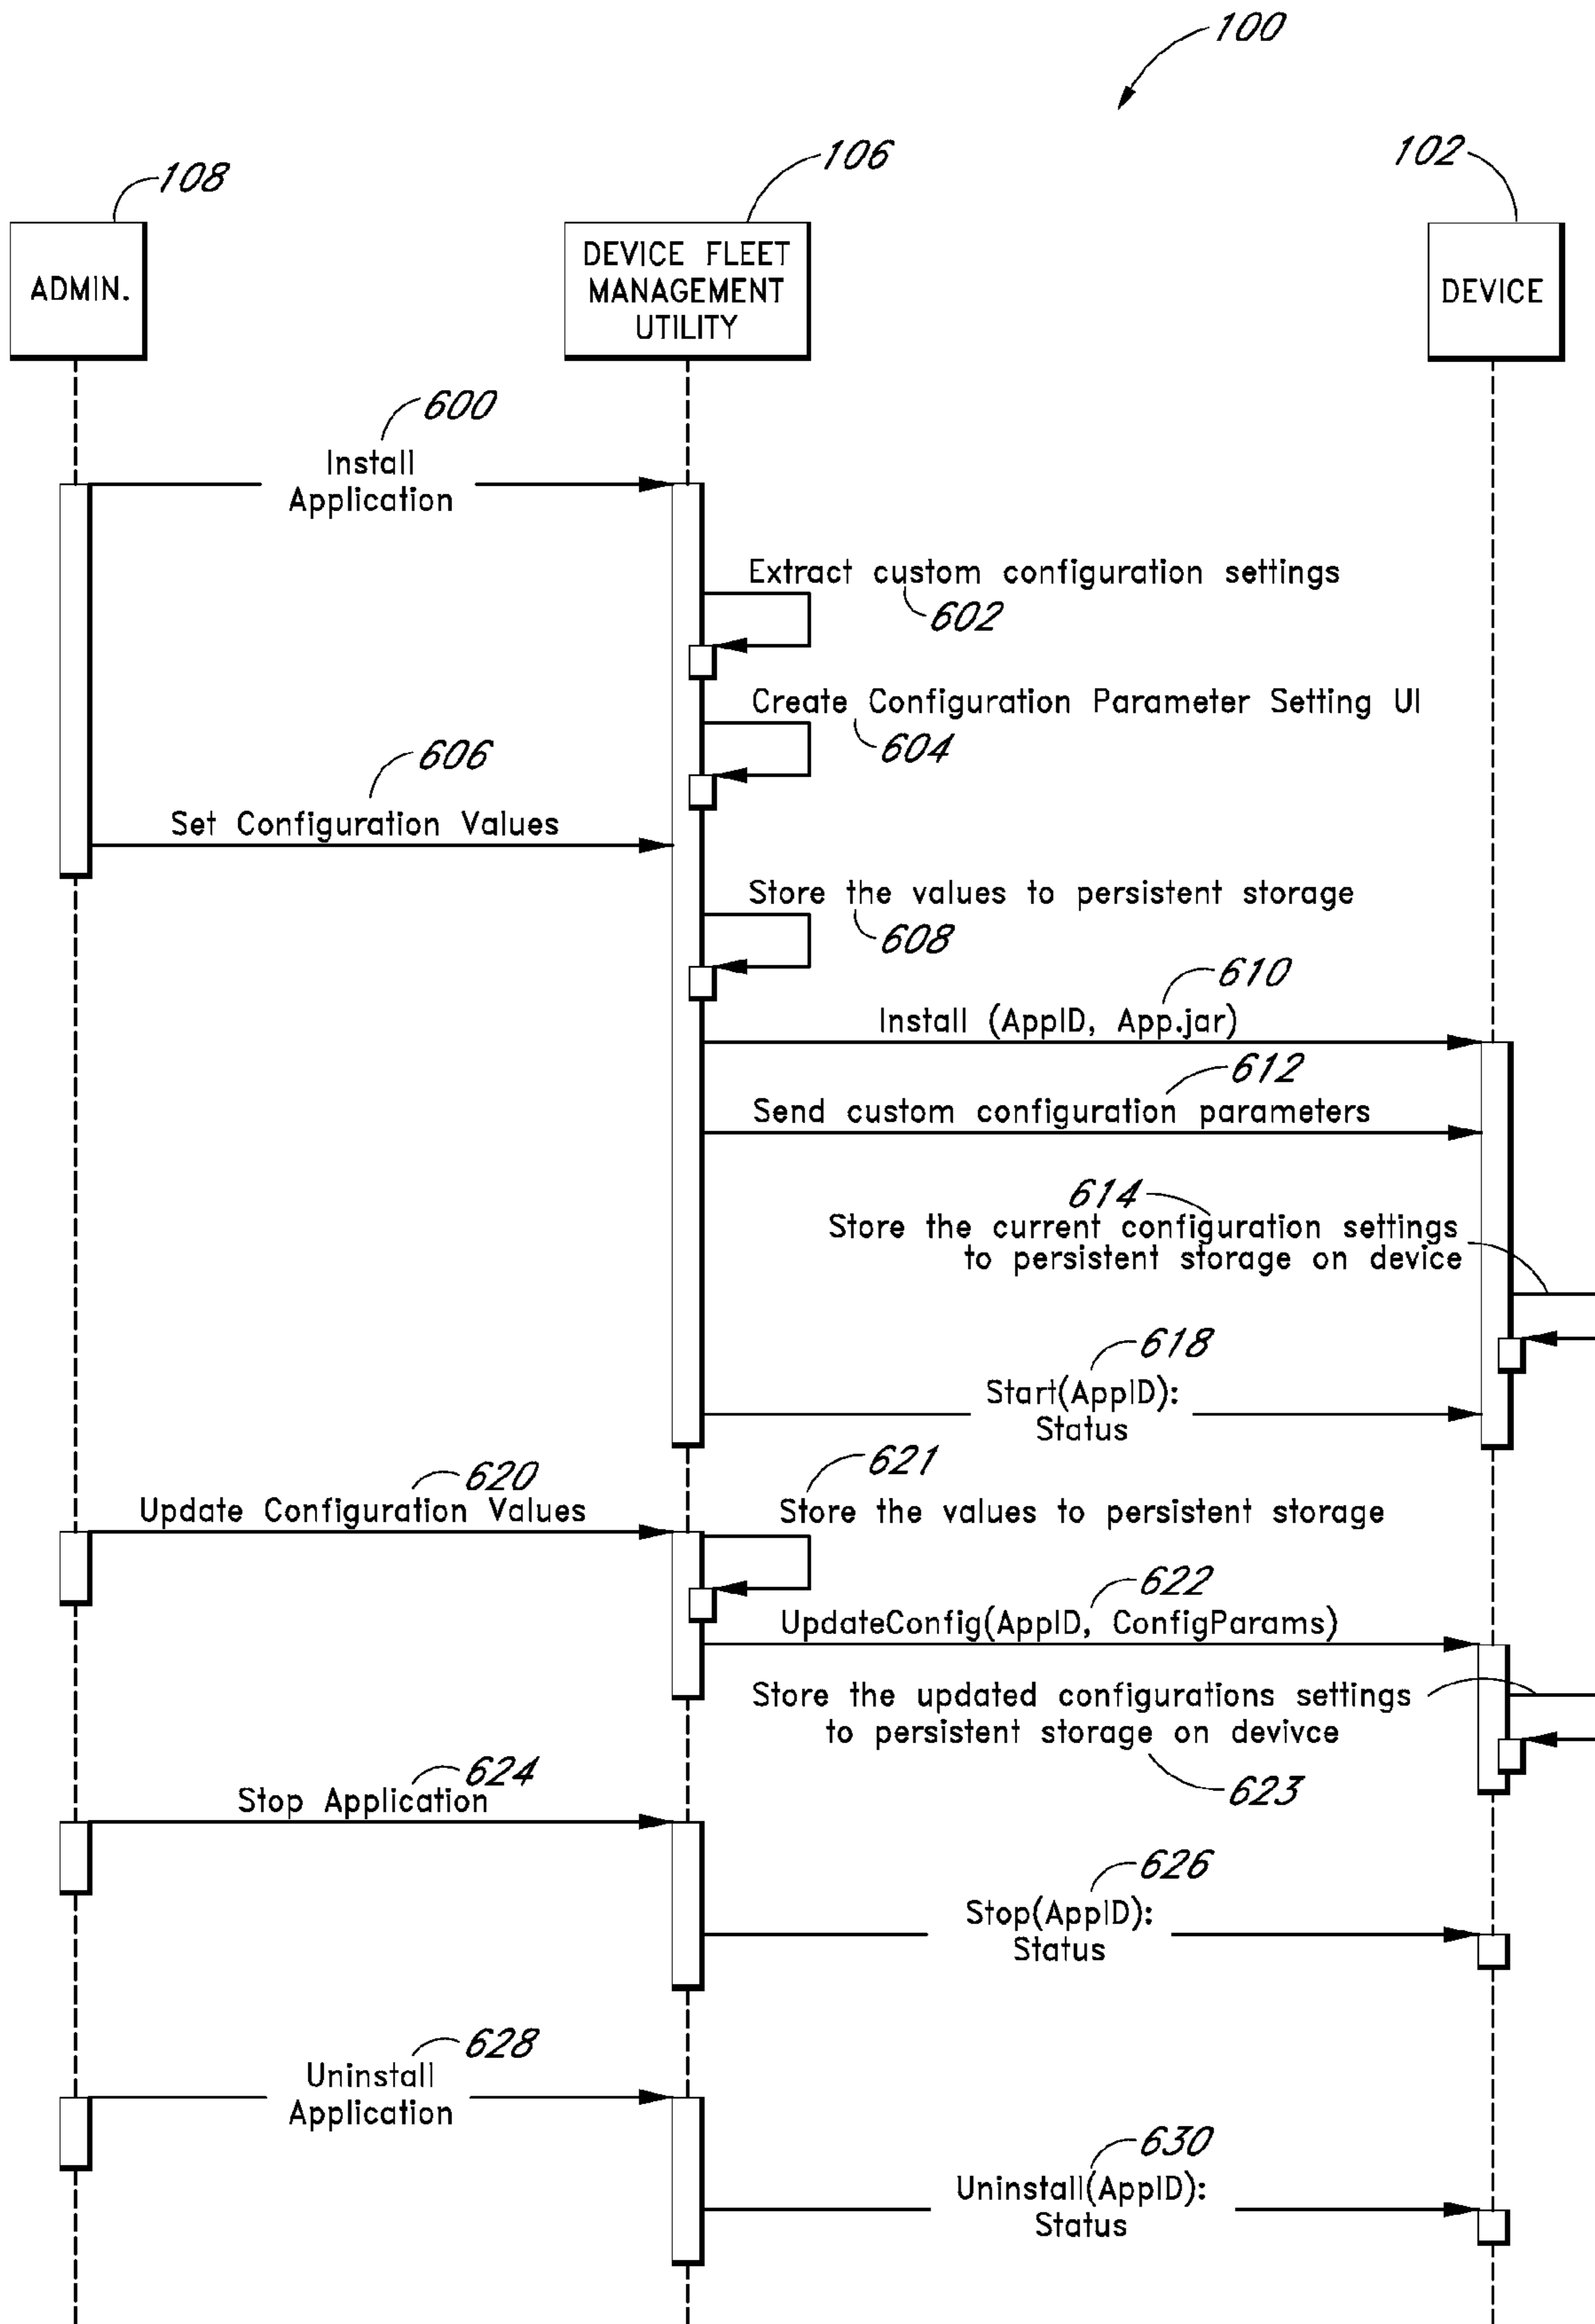 100
108
106
102
ADMIN.
DEVICE FLEET
MANAGEMENT
UTILITY
DEVICE
600
Install
Application
Extract custom configuration settings
602
Create Configuration Parameter Setting UI
604
606
Set Configuration Values
Store the values to persistent storage
608
610
Install (AppID, App.jar)
612
Send custom configuration parameters
614
Store the current configuration settings
to persistent storage on device
618
Start(AppID):
Status
620
Update Configuration Values
621
Store the values to persistent storage
622
UpdateConfig(AppID, ConfigParams)
Store the updated configurations settings
to persistent storage on devivce
623
624
Stop Application
626
Stop(AppID):
Status
628
Uninstall
Application
630
Uninstall(AppID):
Status